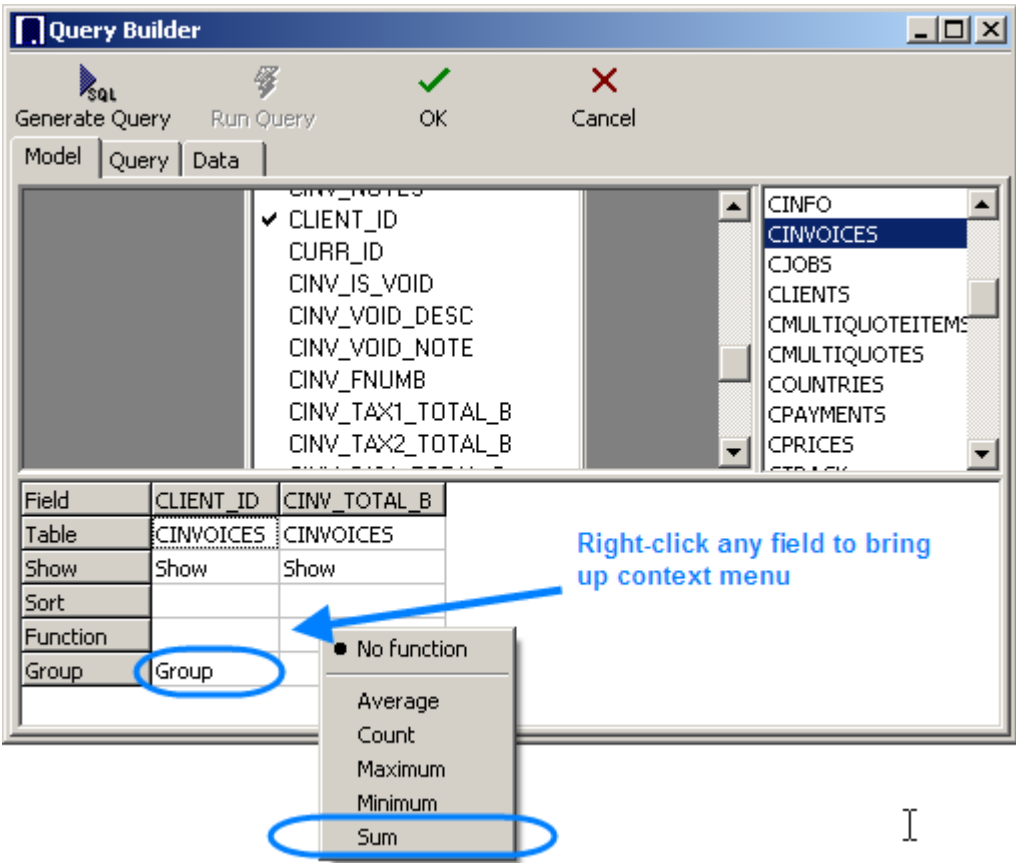 Query Builder
Generate Query Run Query OK Cancel
SQL
Model Query Data
CLIENT_ID
CURR_ID
CINV_IS_VOID
CINV_VOID_DESC
CINV_VOID_NOTE
CINV_FNUMB
CINV_TAX1_TOTAL_B
CINV_TAX2_TOTAL_B
CINFO
CINVOICES
CJOBS
CLIENTS
CMULTIQUOTEITEMS
CMULTIQUOTES
COUNTRIES
CPAYMENTS
CPRICES
Field CLIENT_ID CINV_TOTAL_B
Table CINVOICES CINVOICES
Show Show Show
Sort
Function
Group Group
Right-click any field to bring
up context menu
No function
Average
Count
Maximum
Minimum
Sum